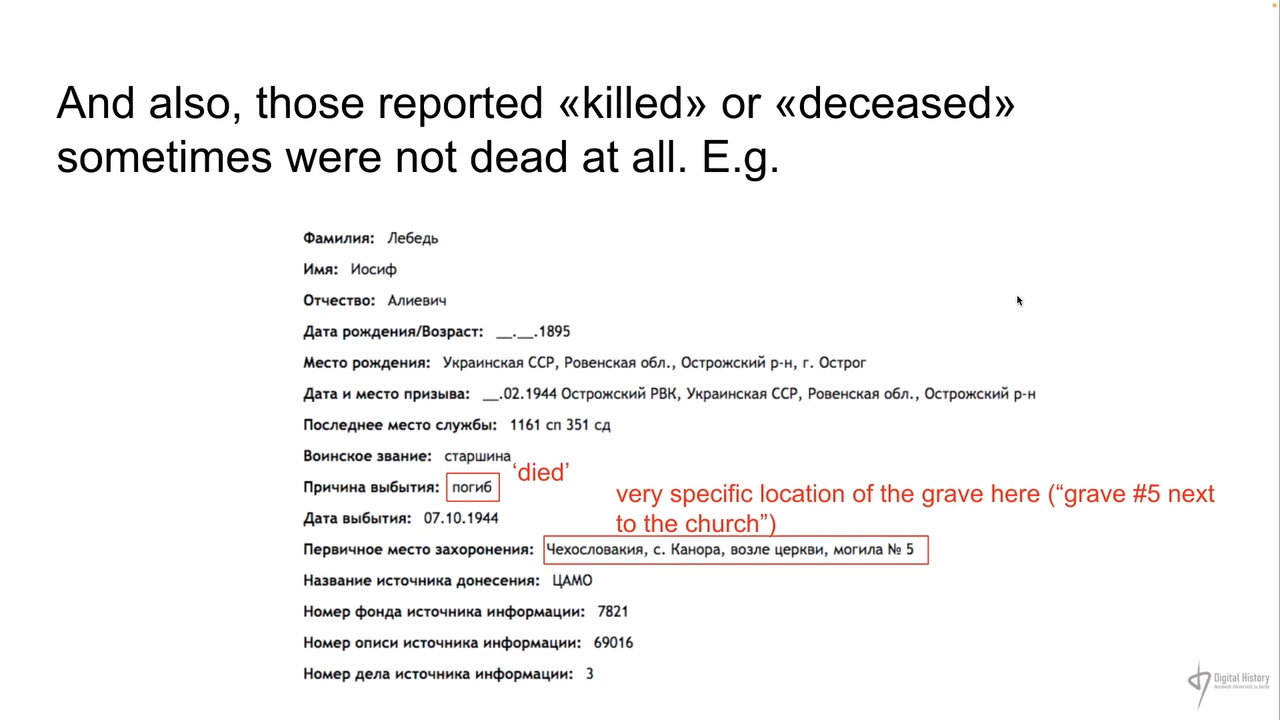 And also, those reported «killed» or «deceased»
sometimes were not dead at all. E.g.
Фамилия: Лебедь
Имя: Иосиф
Отчество: Алиевич
Дата рождения/Возраст: __.__.1895
Место рождения: Украинская ССР, Ровенская обл., Острожский р-н, г. Острог
Дата и место призыва: __.02.1944 Острожский РВК, Украинская ССР, Ровенская обл., Острожский р-н
Последнее место службы: 1161 сп 351 сд
Воинское звание: старшина
‘died’
Причина выбытия: погиб
very specific location of the grave here (“grave #5 next
to the church”)
Дата выбытия: 07.10.1944
Первичное место захоронения: Чехословакия, с. Канора, возле церкви, могила № 5
Название источника донесения: ЦАМО
Номер фонда источника информации: 7821
Номер описи источника информации: 69016
Номер дела источника информации: 3
Digital History
Humboldt-Universität zu Berlin